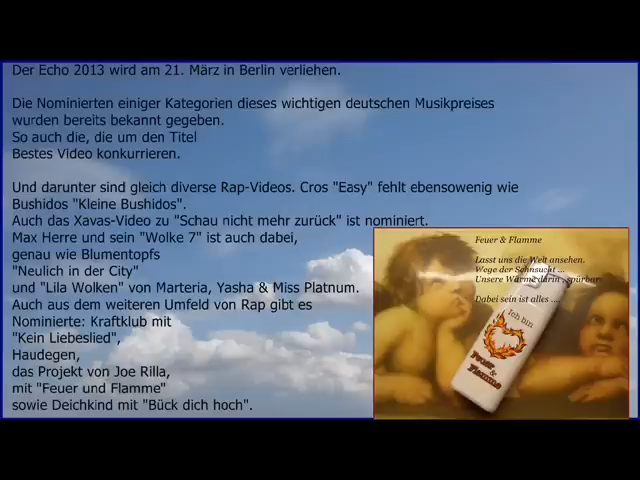 Der Echo 2013 wird am 21. März in Berlin verliehen.
Die Nominierten einiger Kategorien dieses wichtigen deutschen Musikpreises
wurden bereits bekannt gegeben.
So auch die, die um den Titel
Bestes Video konkurrieren.
Und darunter sind gleich diverse Rap-Videos. Cros "Easy" fehlt ebensowenig wie
Bushidos "Kleine Bushidos".
Auch das Xavas-Video zu "Schau nicht mehr zurück" ist nominiert.
Max Herre und sein "Wolke 7" ist auch dabei,
genau wie Blumentopfs
"Neulich in der City"
und "Lila Wolken" von Marteria, Yasha & Miss Platnum.
Auch aus dem weiteren Umfeld von Rap gibt es
Nominierte: Kraftklub mit
"Kein Liebeslied",
Haudegen,
das Projekt von Joe Rilla,
mit "Feuer und Flamme"
sowie Deichkind mit "Bück dich hoch".
Feuer & Flamme
Lasst uns die Welt ansehen.
Wege der Sehnsucht ...
Unsere Wärme darin , spürbar
Dabei sein ist alles ....
Ich bin
Feuer
&
Flamme